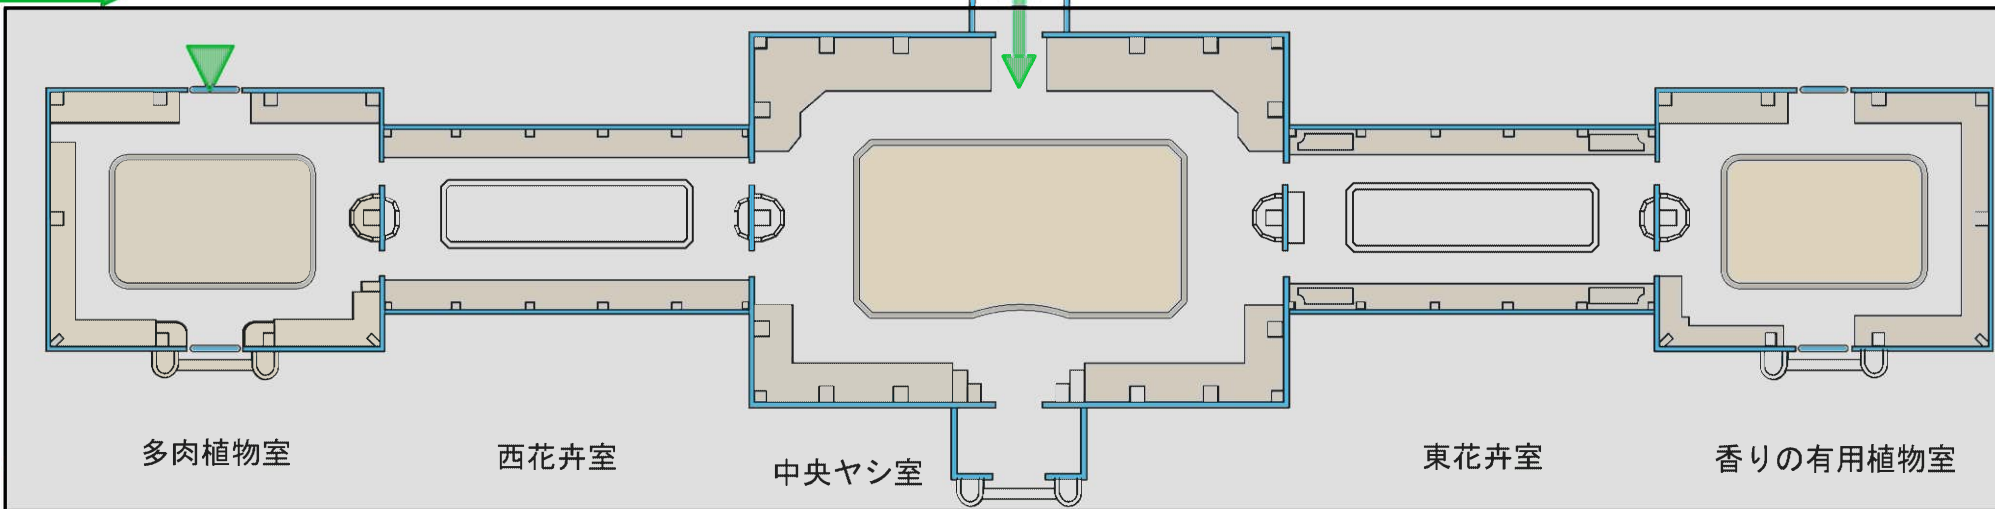 多肉植物室
西花卉室
中央ヤシ室
東花卉室
香りの有用植物室